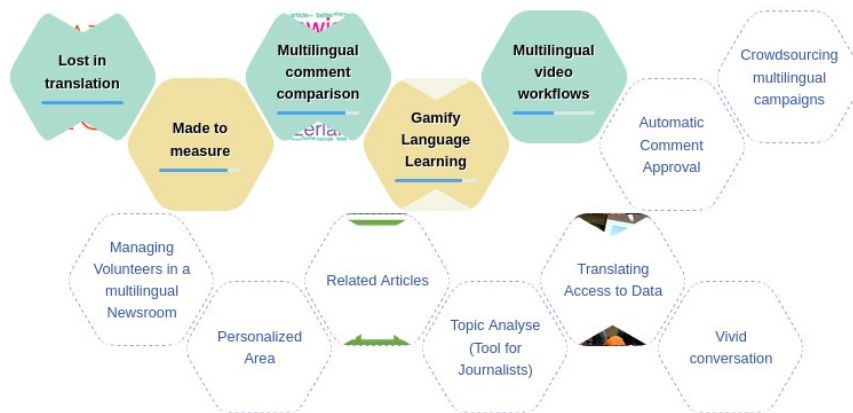 Lost in
translation
Made to
measure
Multilingual
comment
comparison
Gamify
Language
Learning
Multilingual
video
workflows
Automatic
Comment
Approval
Crowdsourcing
multilingual
campaigns
Managing
Volunteers in a
multilingual
Newsroom
Personalized
Area
Related Articles
Topic Analyse
(Tool for
Journalists)
Translating
Access to Data
Vivid
conversation